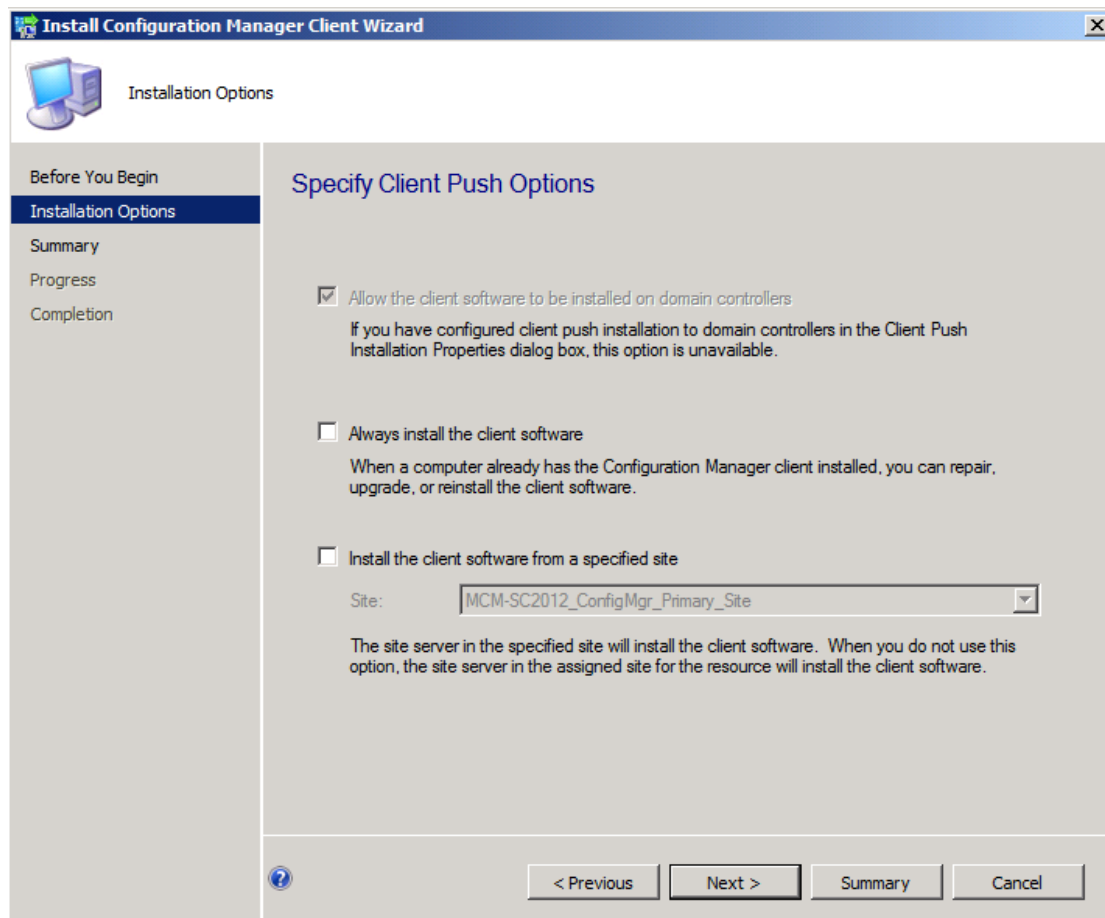 Install Configuration Manager Client Wizard
Installation Options
Before You Begin
Installation Options
Summary
Progress
Completion
Specify Client Push Options
Allow the client software to be installed on domain controllers
If you have configured client push installation to domain controllers in the Client Push
Installation Properties dialog box, this option is unavailable.
Always install the client software
When a computer already has the Configuration Manager client installed, you can repair,
upgrade, or reinstall the client software.
Install the client software from a specified site
Site: MCM-SC2012_ConfigMgr_Primary_Site
The site server in the specified site will install the client software.  When you do not use this
option, the site server in the assigned site for the resource will install the client software.
< Previous Next > Summary Cancel